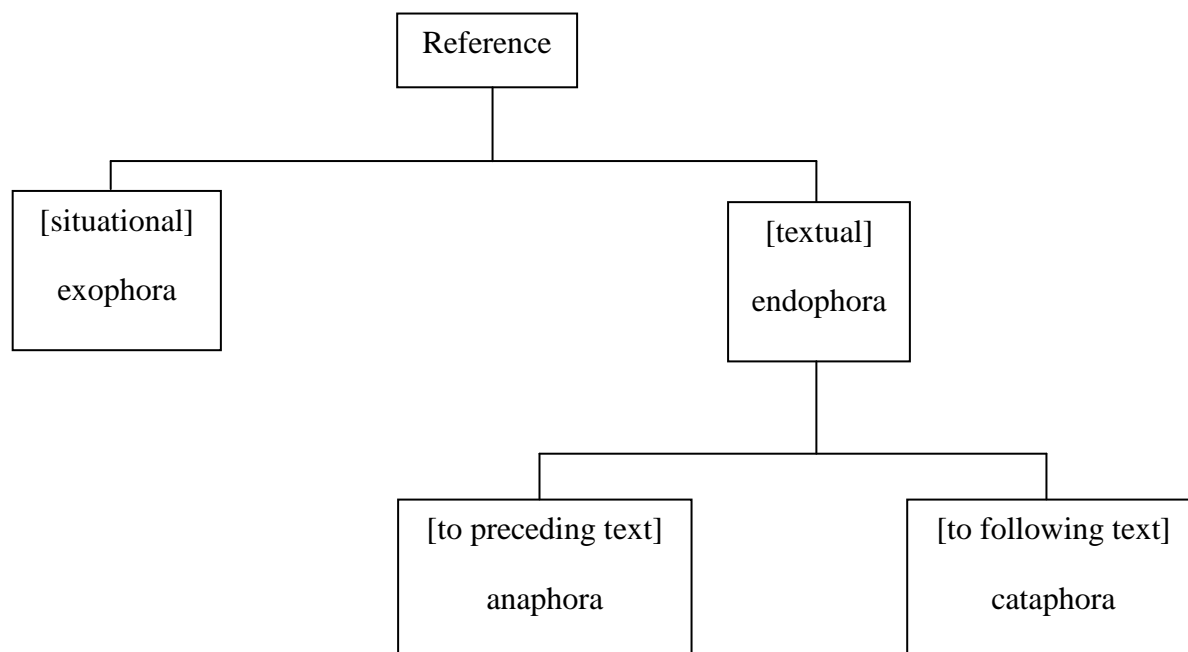 Reference
[situational]
exophora
[textual]
endophora
[to preceding text]
anaphora
[to following text]
cataphora